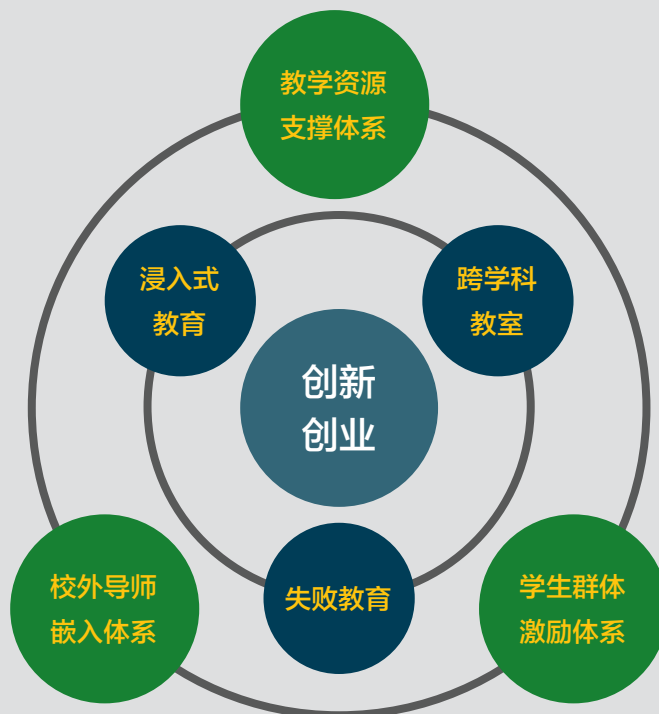 教学资源
支撑体系
浸入式
教育
跨学科
教室
创新
创业
失败教育
校外导师
嵌入体系
学生群体
激励体系